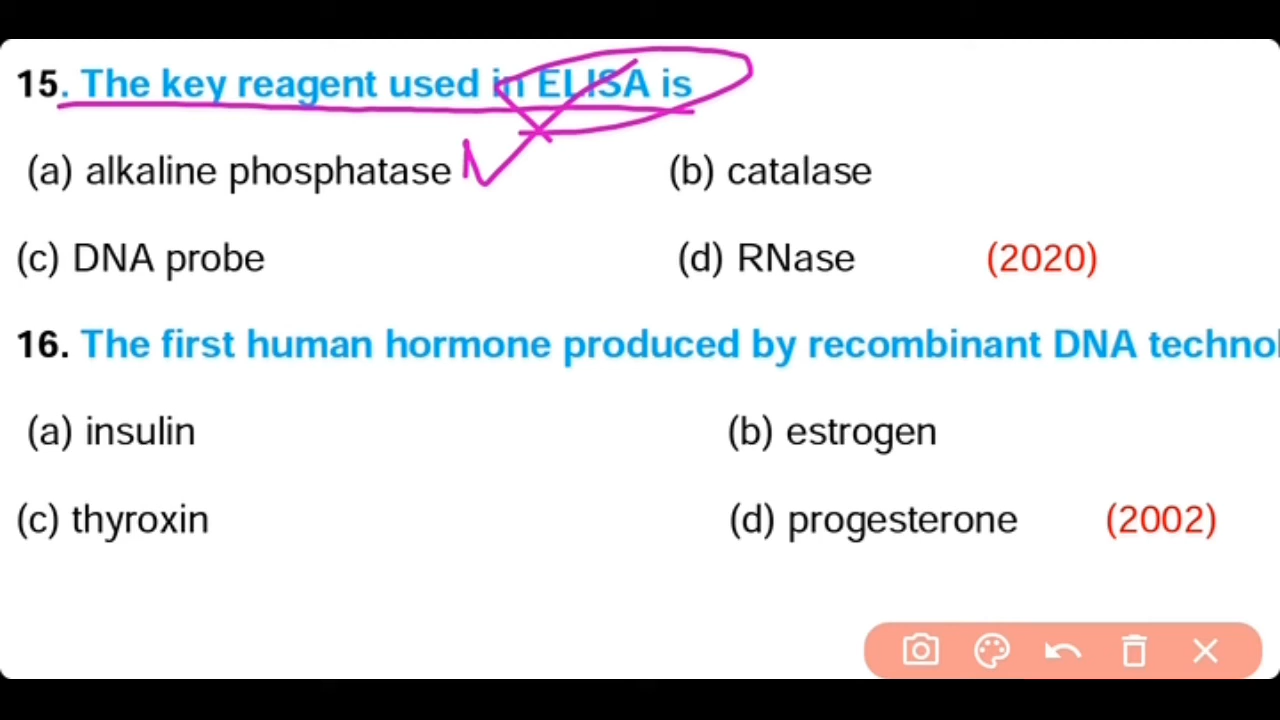 15. The key reagent used in ELISA is
(a) alkaline phosphatase (b) catalase
(c) DNA probe (d) RNase (2020)
16. The first human hormone produced by recombinant DNA technol
(a) insulin (b) estrogen
(c) thyroxin (d) progesterone (2002)